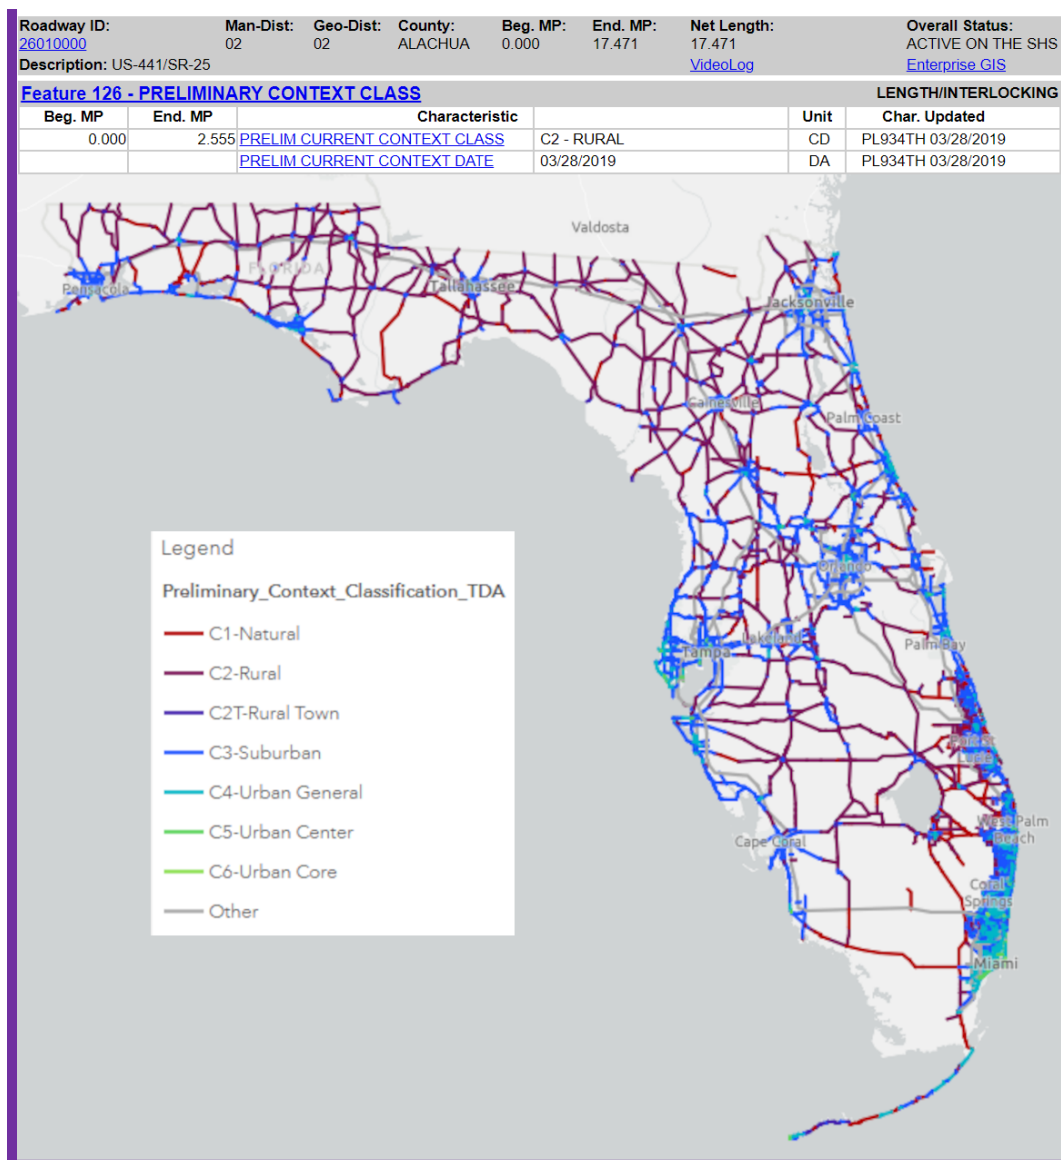 Roadway ID: Man-Dist: Geo-Dist: County: Beg. MP: End. MP: Net Length: Overall Status:
26010000 02 02 ALACHUA 0.000 17.471 17.471 ACTIVE ON THE SHS
Description: US-441/SR-25 VideoLog Enterprise GIS
Feature 126 - PRELIMINARY CONTEXT CLASS LENGTH/INTERLOCKING
Beg. MP End. MP Characteristic Unit Char. Updated
0.000 2.555 PRELIM CURRENT CONTEXT CLASS C2 - RURAL CD PL934TH 03/28/2019
PRELIM CURRENT CONTEXT DATE 03/28/2019 DA PL934TH 03/28/2019
Valdosta
FLORIDA
Pensacola
Tallahassee
Jacksonville
Gainesville
Palm Coast
Orlando
Lakeland
Tampa
Palm Bay
Port St.
Lucie
West Palm
Beach
Cape Coral
Coral
Springs
Miami
Legend
Preliminary_Context_Classification_TDA
C1-Natural
C2-Rural
C2T-Rural Town
C3-Suburban
C4-Urban General
C5-Urban Center
C6-Urban Core
Other